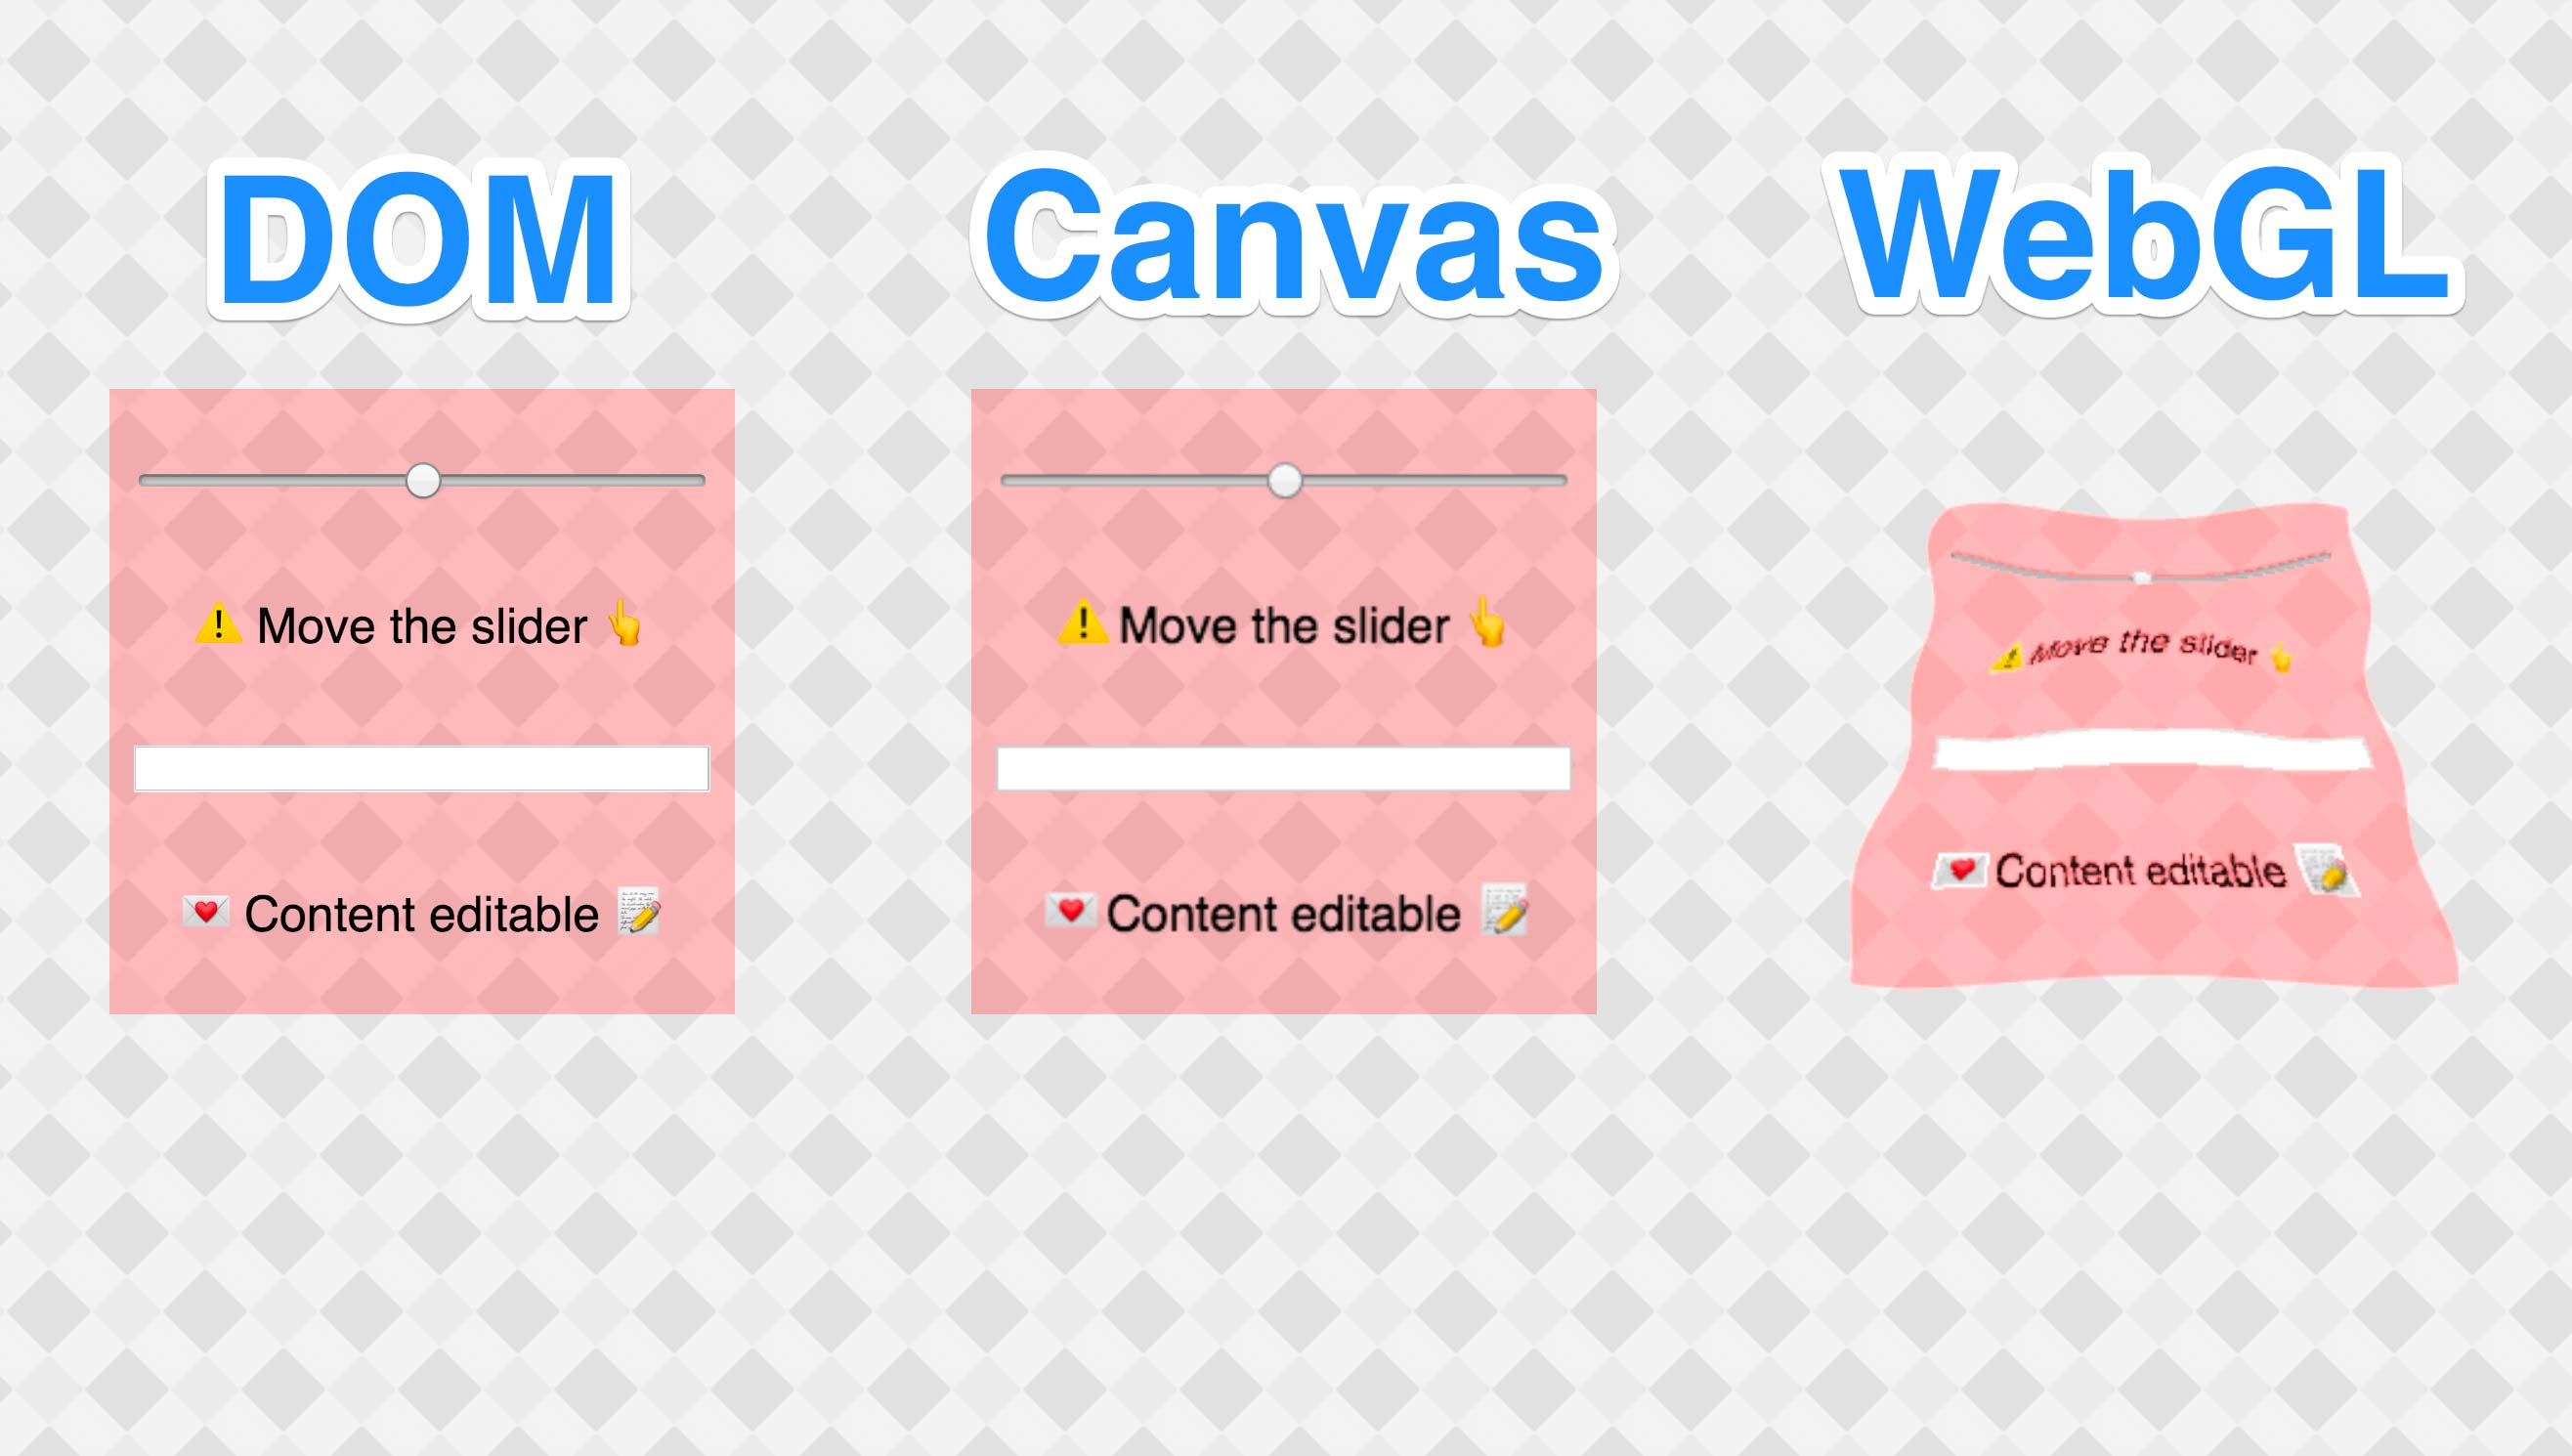 DOM
⚠️ Move the slider 👆
💌 Content editable 📝
Canvas
⚠️ Move the slider 👆
💌 Content editable 📝
WebGL
⚠️ Move the slider 👆
💌 Content editable 📝